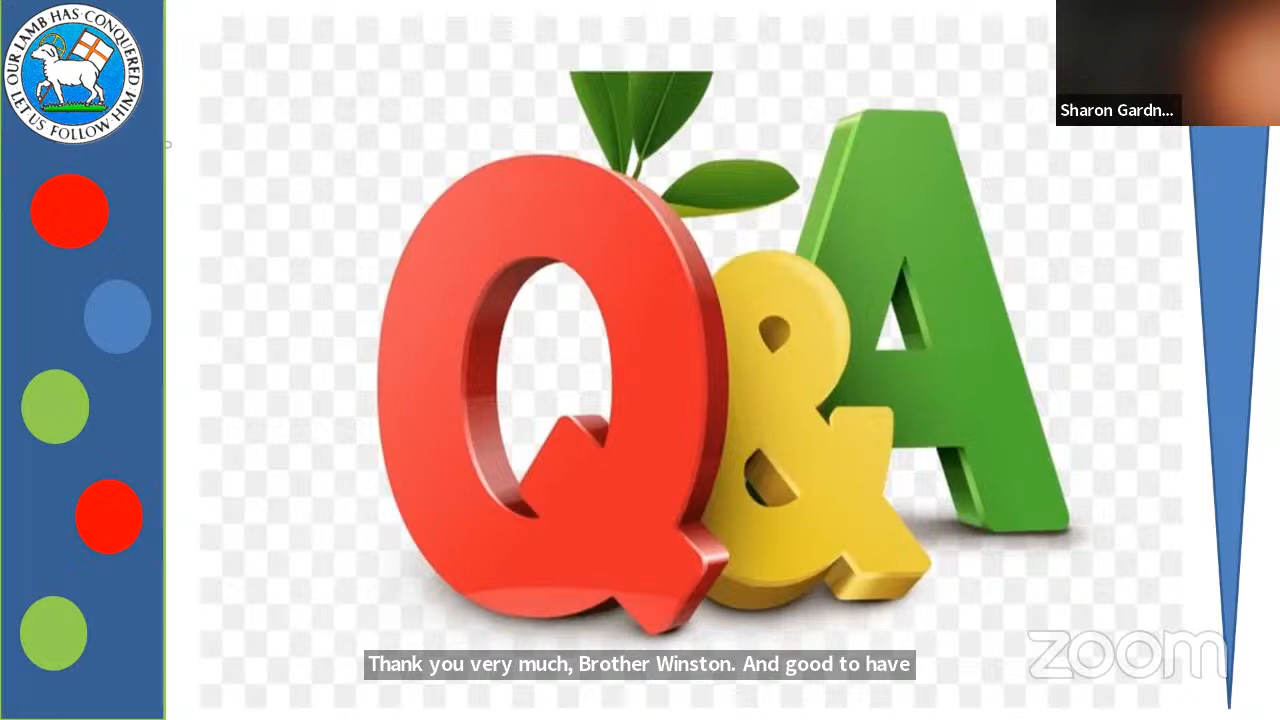 OUR LAMB HAS CONQUERED
LET US FOLLOW HIM
Sharon Gardn...
Q&A
Thank you very much, Brother Winston. And good to have
zoom